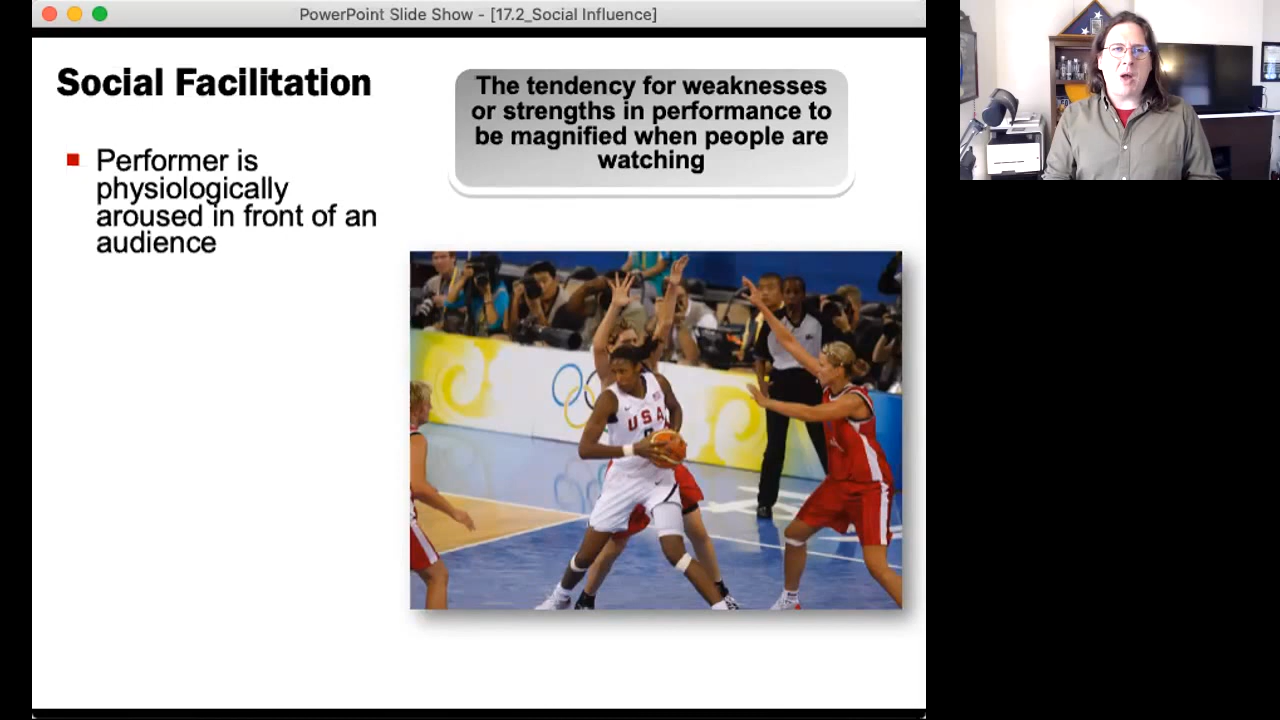 PowerPoint Slide Show - [17.2_Social Influence]
Social Facilitation
The tendency for weaknesses
or strengths in performance to
be magnified when people are
watching
Performer is
physiologically
aroused in front of an
audience
USA